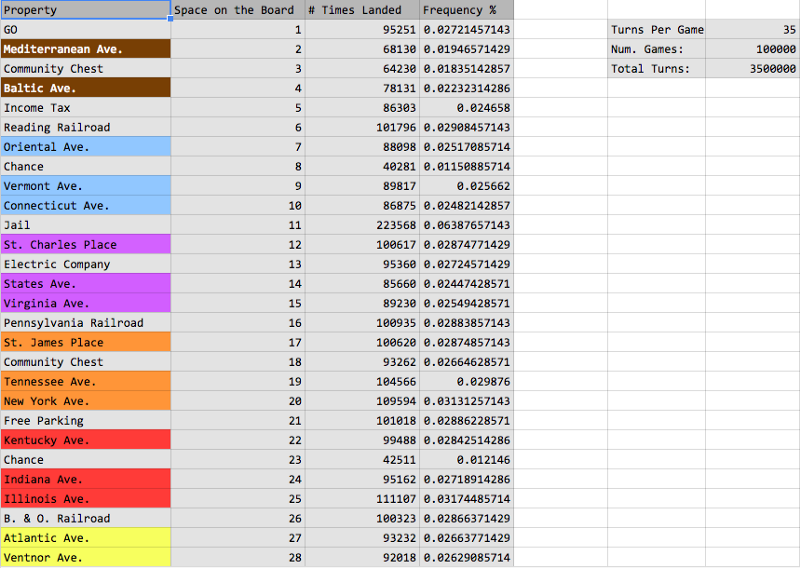 Property Space on the Board # Times Landed Frequency %
GO 1 95251 0.02721457143 Turns Per Game 35
Mediterranean Ave. 2 68130 0.01946571429 Num. Games: 100000
Community Chest 3 64230 0.01835142857 Total Turns: 3500000
Baltic Ave. 4 78131 0.02232314286
Income Tax 5 86303 0.024658
Reading Railroad 6 101796 0.02908457143
Oriental Ave. 7 88098 0.02517085714
Chance 8 40281 0.01150885714
Vermont Ave. 9 89817 0.025662
Connecticut Ave. 10 86875 0.02482142857
Jail 11 223568 0.06387657143
St. Charles Place 12 100617 0.02874771429
Electric Company 13 95360 0.02724571429
States Ave. 14 85660 0.02447428571
Virginia Ave. 15 89230 0.02549428571
Pennsylvania Railroad 16 100935 0.02883857143
St. James Place 17 100620 0.02874857143
Community Chest 18 93262 0.02664628571
Tennessee Ave. 19 104566 0.029876
New York Ave. 20 109594 0.03131257143
Free Parking 21 101018 0.02886228571
Kentucky Ave. 22 99488 0.02842514286
Chance 23 42511 0.012146
Indiana Ave. 24 95162 0.02718914286
Illinois Ave. 25 111107 0.03174485714
B. & O. Railroad 26 100323 0.02866371429
Atlantic Ave. 27 93232 0.02663771429
Ventnor Ave. 28 92018 0.02629085714